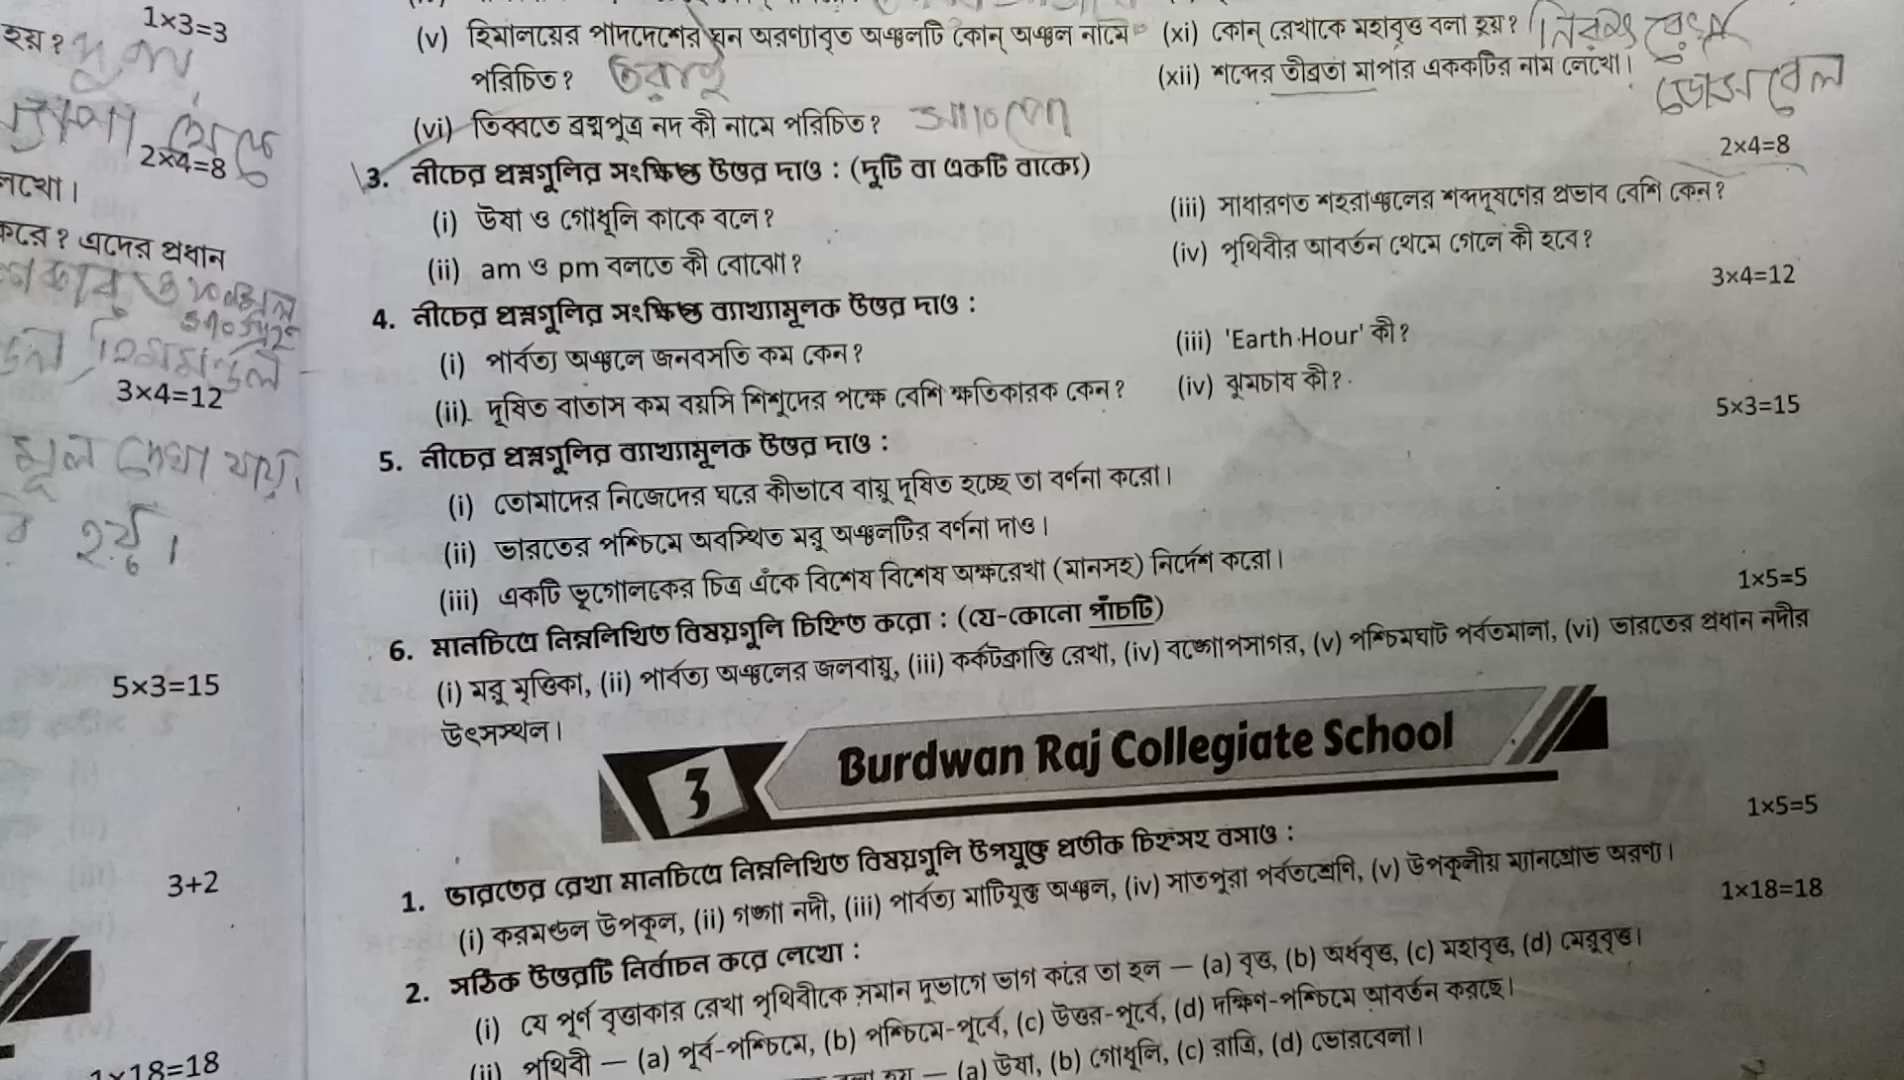 1×3=3
হয়?
2×4=8
লেখো।
করে? এদের প্রধান
3×4=12
মূল দেখা যায়।
হয়।
5×3=15
3+2
1×18=18
(v) হিমালয়ের পাদদেশের ঘন অরণ্যাবৃত অঞ্চলটি কোন্ অঞ্চল নামে
পরিচিত? তরাই
(vi) তিব্বতে ব্রহ্মপুত্র নদ কী নামে পরিচিত? সাংপো
(xi) কোন্ রেখাকে মহাবৃত্ত বলা হয়?
(xii) শব্দের তীব্রতা মাপার এককটির নাম লেখো। ডেসিবেল
3. নীচের প্রশ্নগুলির সংক্ষিপ্ত উত্তর দাও : (দুটি বা একটি বাক্যে) 2×4=8
(i) ঊষা ও গোধূলি কাকে বলে?
(ii) am ও pm বলতে কী বোঝো?
(iii) সাধারণত শহরাঞ্চলের শব্দদূষণের প্রভাব বেশি কেন?
(iv) পৃথিবীর আবর্তন থেমে গেলে কী হবে?
4. নীচের প্রশ্নগুলির সংক্ষিপ্ত ব্যাখ্যামূলক উত্তর দাও : 3×4=12
(i) পার্বত্য অঞ্চলে জনবসতি কম কেন?
(ii) দূষিত বাতাস কম বয়সি শিশুদের পক্ষে বেশি ক্ষতিকারক কেন?
(iii) 'Earth Hour' কী?
(iv) ঝুমচাষ কী?
5. নীচের প্রশ্নগুলির ব্যাখ্যামূলক উত্তর দাও : 5×3=15
(i) তোমাদের নিজেদের ঘরে কীভাবে বায়ু দূষিত হচ্ছে তা বর্ণনা করো।
(ii) ভারতের পশ্চিমে অবস্থিত মরু অঞ্চলটির বর্ণনা দাও।
(iii) একটি ভূগোলকের চিত্র এঁকে বিশেষ বিশেষ অক্ষরেখা (মানসহ) নির্দেশ করো।
6. মানচিত্রে নিম্নলিখিত বিষয়গুলি চিহ্নিত করো : (যে-কোনো পাঁচটি) 1×5=5
(i) মরু মৃত্তিকা, (ii) পার্বত্য অঞ্চলের জলবায়ু, (iii) কর্কটক্রান্তি রেখা, (iv) বঙ্গোপসাগর, (v) পশ্চিমঘাট পর্বতমালা, (vi) ভারতের প্রধান নদীর
উৎসস্থল।
3 Burdwan Raj Collegiate School
1. ভারতের রেখা মানচিত্রে নিম্নলিখিত বিষয়গুলি উপযুক্ত প্রতীক চিহ্নসহ বসাও : 1×5=5
(i) করমণ্ডল উপকূল, (ii) গঙ্গা নদী, (iii) পার্বত্য মাটিযুক্ত অঞ্চল, (iv) সাতপুরা পর্বতশ্রেণি, (v) উপকূলীয় ম্যানগ্রোভ অরণ্য।
2. সঠিক উত্তরটি নির্বাচন করে লেখো : 1×18=18
(i) যে পূর্ণ বৃত্তাকার রেখা পৃথিবীকে সমান দুভাগে ভাগ করে তা হল — (a) বৃত্ত, (b) অর্ধবৃত্ত, (c) মহাবৃত্ত, (d) মেরুবৃত্ত।
(ii) পৃথিবী — (a) পূর্ব-পশ্চিমে, (b) পশ্চিমে-পূর্বে, (c) উত্তর-পূর্বে, (d) দক্ষিণ-পশ্চিমে আবর্তন করছে।
— (a) ঊষা, (b) গোধূলি, (c) রাত্রি, (d) ভোরবেলা।